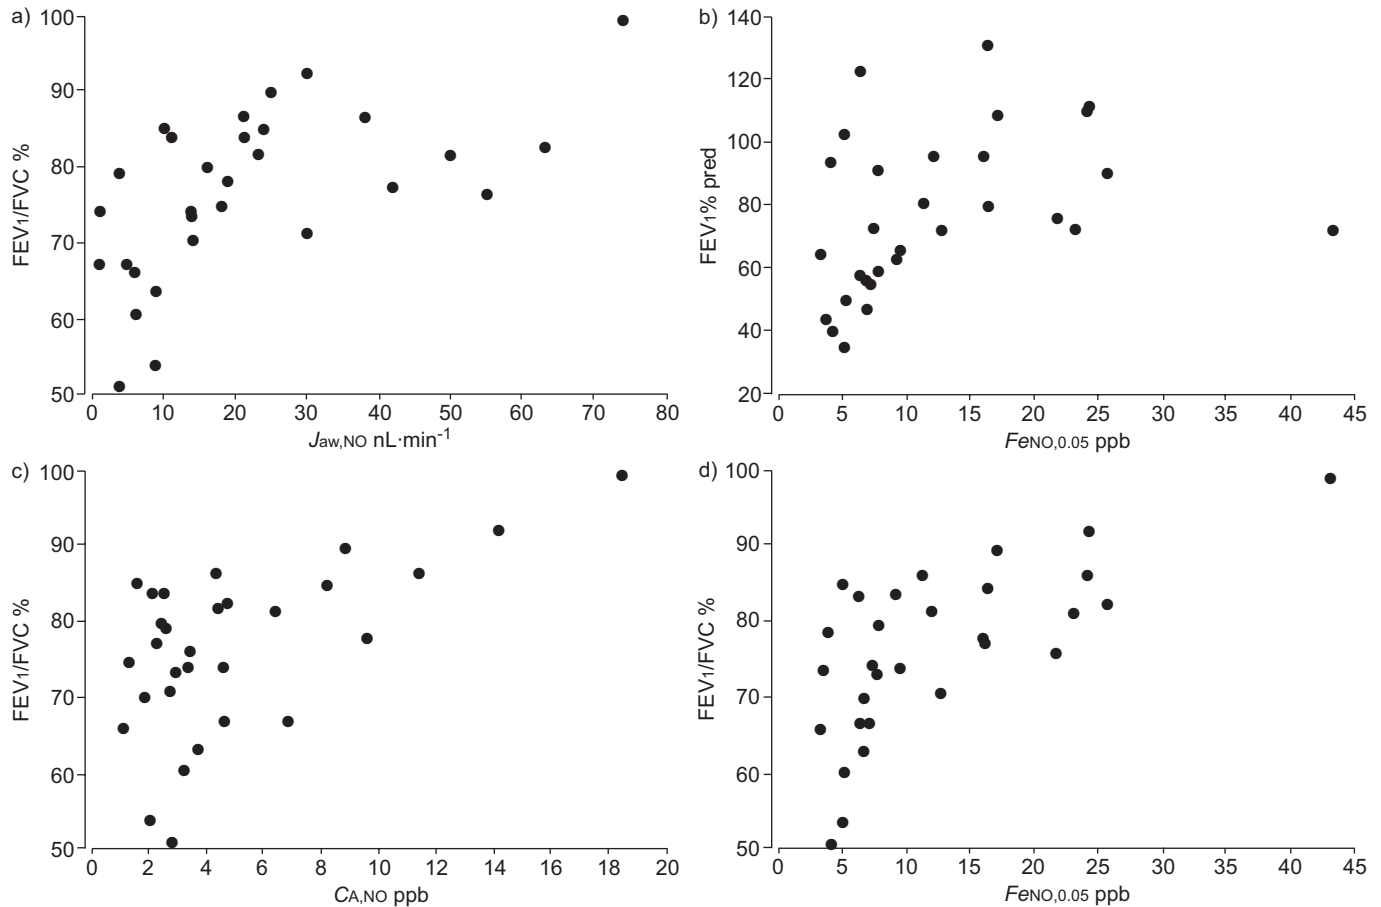 a)
100
90
80
70
60
50
FEV1/FVC %
0 10 20 30 40 50 60 70 80
Jaw,NO nL·min-1
b)
140
120
100
80
60
40
20
FEV1% pred
0 5 10 15 20 25 30 35 40 45
FeNO,0.05 ppb
c)
100
90
80
70
60
50
FEV1/FVC %
0 2 4 6 8 10 12 14 16 18 20
CA,NO ppb
d)
100
90
80
70
60
50
FEV1/FVC %
0 5 10 15 20 25 30 35 40 45
FeNO,0.05 ppb